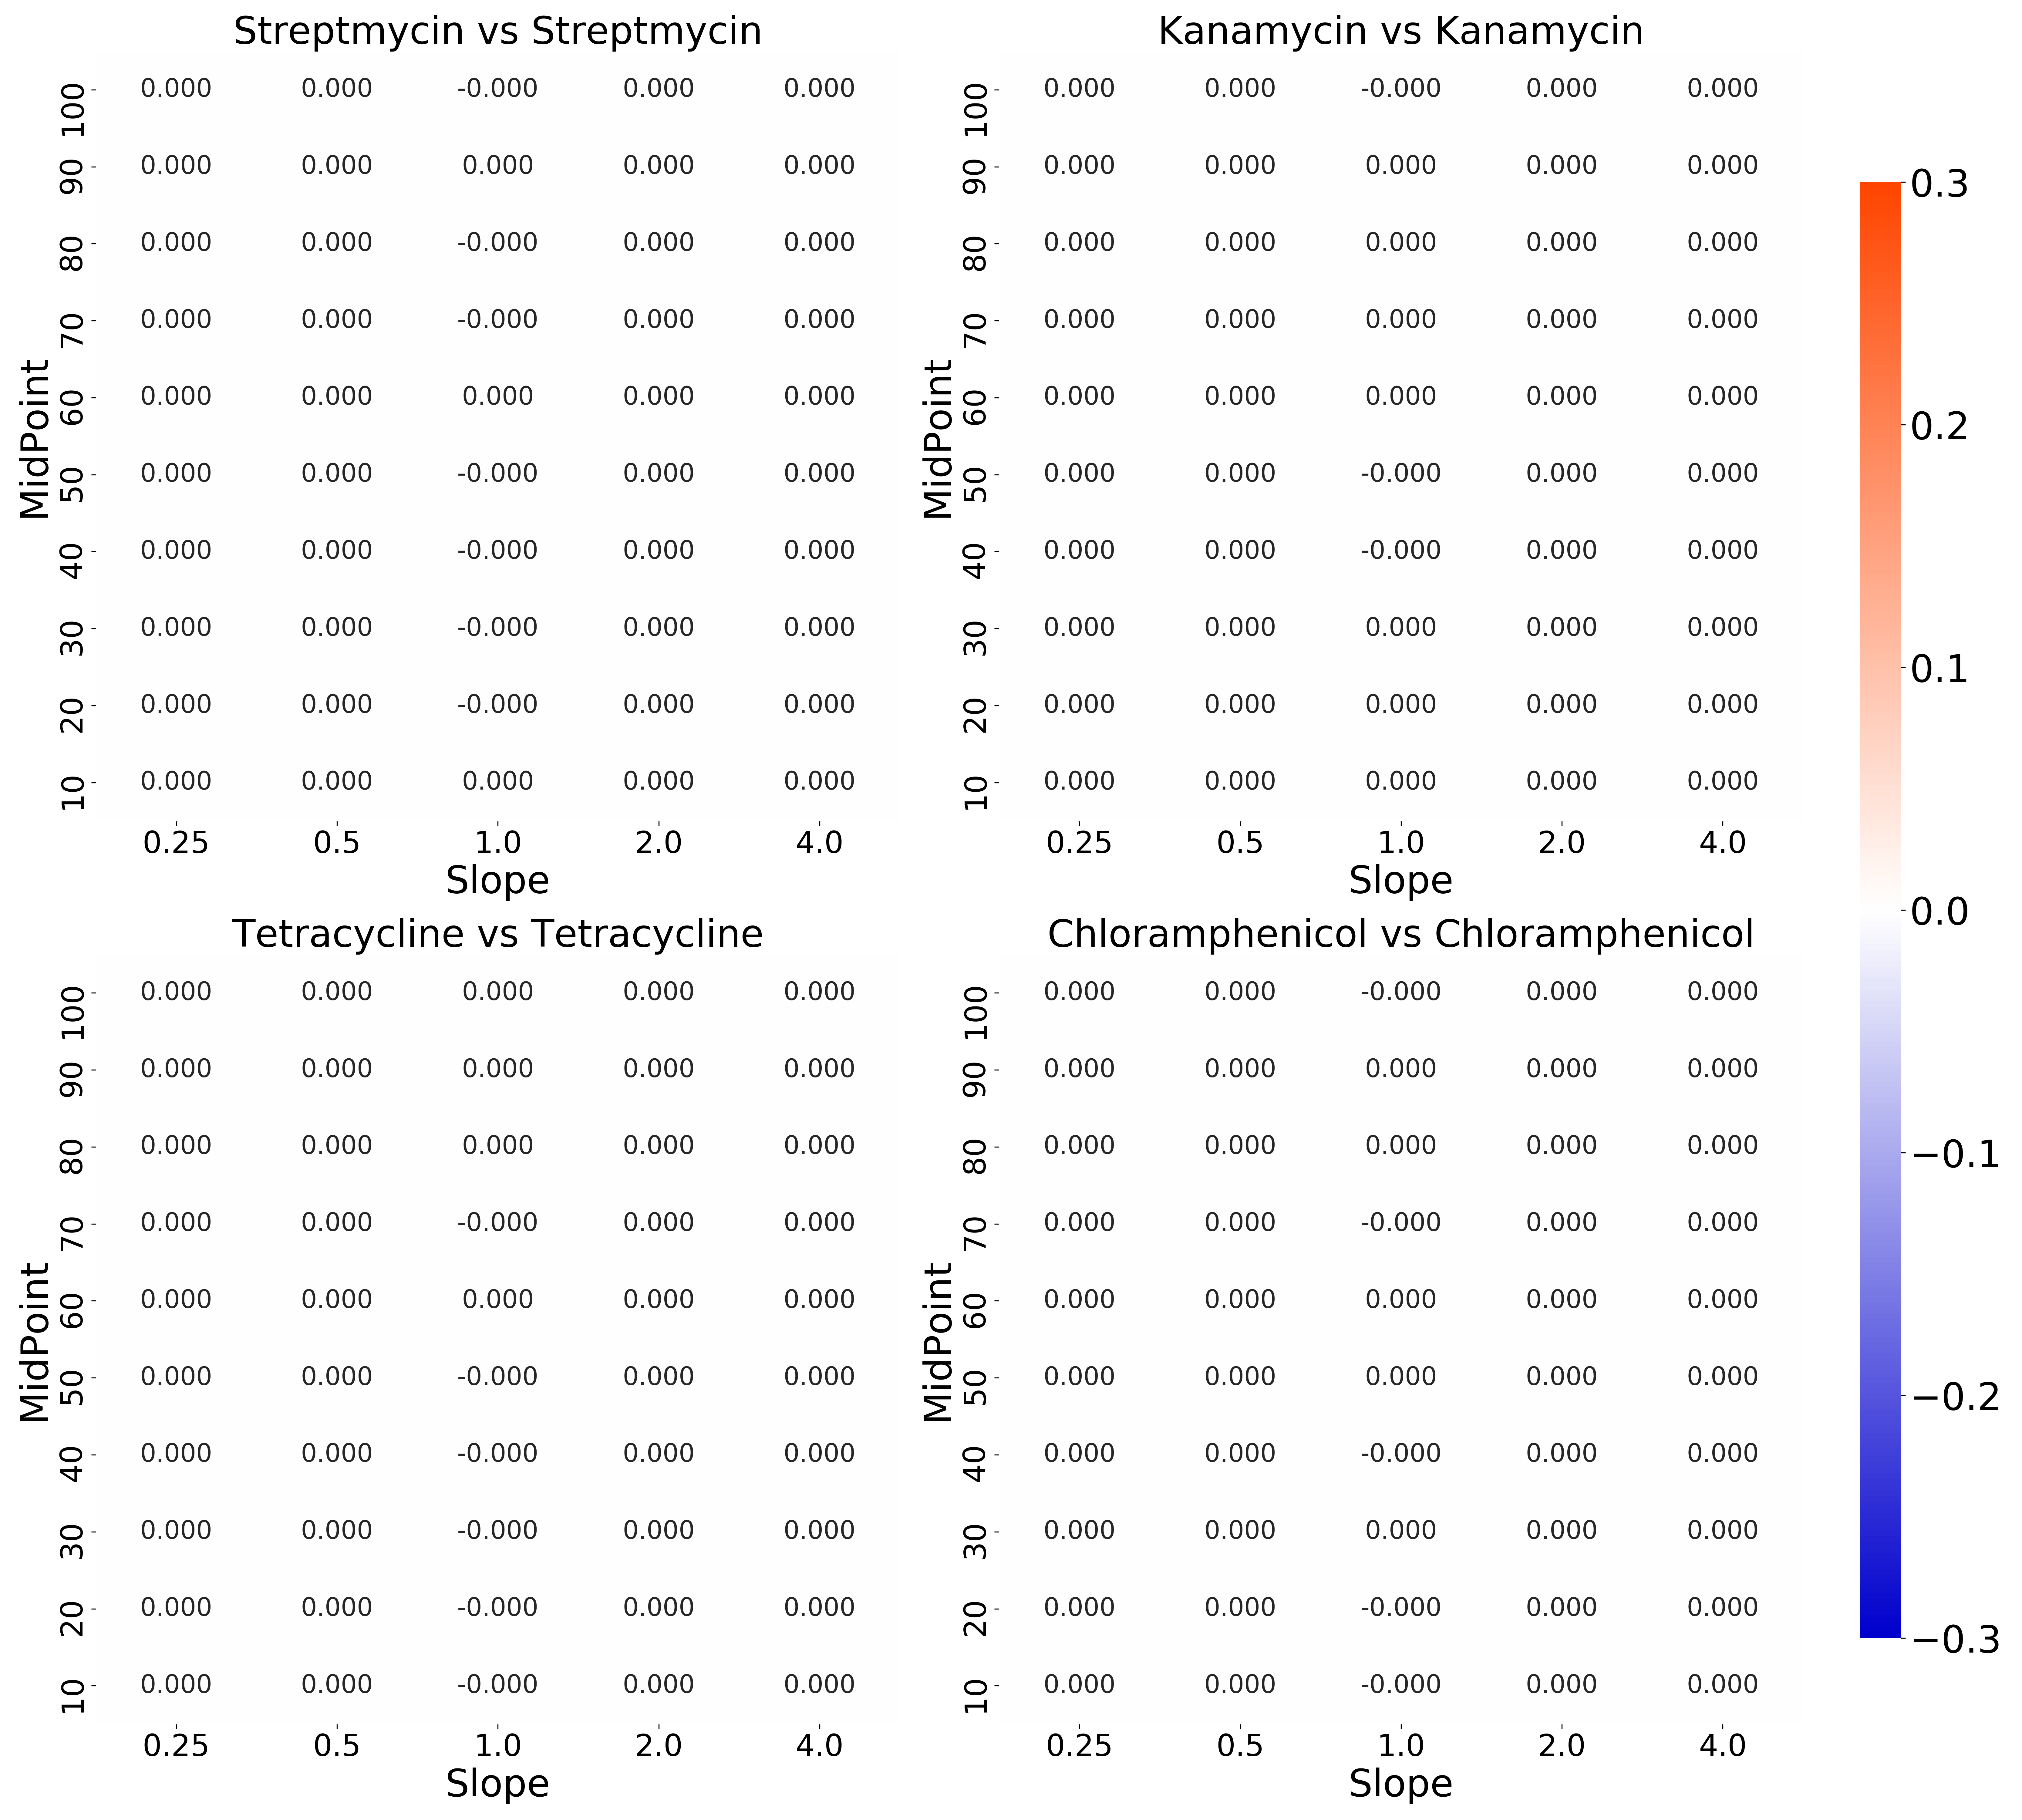 Streptmycin vs Streptmycin
100 0.000 0.000 -0.000 0.000 0.000
90 0.000 0.000 0.000 0.000 0.000
80 0.000 0.000 -0.000 0.000 0.000
70 0.000 0.000 -0.000 0.000 0.000
60 0.000 0.000 0.000 0.000 0.000
50 0.000 0.000 -0.000 0.000 0.000
40 0.000 0.000 -0.000 0.000 0.000
30 0.000 0.000 -0.000 0.000 0.000
20 0.000 0.000 -0.000 0.000 0.000
10 0.000 0.000 0.000 0.000 0.000
MidPoint
0.25 0.5 1.0 2.0 4.0
Slope
Kanamycin vs Kanamycin
100 0.000 0.000 -0.000 0.000 0.000
90 0.000 0.000 0.000 0.000 0.000
80 0.000 0.000 0.000 0.000 0.000
70 0.000 0.000 0.000 0.000 0.000
60 0.000 0.000 0.000 0.000 0.000
50 0.000 0.000 -0.000 0.000 0.000
40 0.000 0.000 -0.000 0.000 0.000
30 0.000 0.000 0.000 0.000 0.000
20 0.000 0.000 0.000 0.000 0.000
10 0.000 0.000 0.000 0.000 0.000
MidPoint
0.25 0.5 1.0 2.0 4.0
Slope
Tetracycline vs Tetracycline
100 0.000 0.000 0.000 0.000 0.000
90 0.000 0.000 0.000 0.000 0.000
80 0.000 0.000 0.000 0.000 0.000
70 0.000 0.000 -0.000 0.000 0.000
60 0.000 0.000 0.000 0.000 0.000
50 0.000 0.000 -0.000 0.000 0.000
40 0.000 0.000 -0.000 0.000 0.000
30 0.000 0.000 -0.000 0.000 0.000
20 0.000 0.000 -0.000 0.000 0.000
10 0.000 0.000 -0.000 0.000 0.000
MidPoint
0.25 0.5 1.0 2.0 4.0
Slope
Chloramphenicol vs Chloramphenicol
100 0.000 0.000 -0.000 0.000 0.000
90 0.000 0.000 0.000 0.000 0.000
80 0.000 0.000 0.000 0.000 0.000
70 0.000 0.000 -0.000 0.000 0.000
60 0.000 0.000 0.000 0.000 0.000
50 0.000 0.000 0.000 0.000 0.000
40 0.000 0.000 -0.000 0.000 0.000
30 0.000 0.000 0.000 0.000 0.000
20 0.000 0.000 -0.000 0.000 0.000
10 0.000 0.000 -0.000 0.000 0.000
MidPoint
0.25 0.5 1.0 2.0 4.0
Slope
0.3
0.2
0.1
0.0
−0.1
−0.2
−0.3